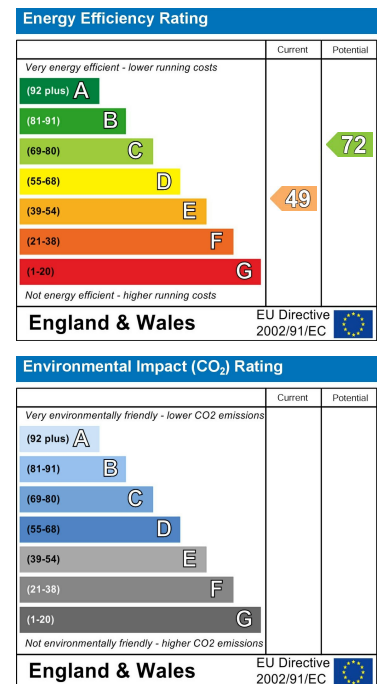 Energy Efficiency Rating
Current Potential
Very energy efficient - lower running costs
(92 plus) A
(81-91) B
(69-80) C
72
(55-68) D
49
(39-54) E
(21-38) F
(1-20) G
Not energy efficient - higher running costs
England & Wales
EU Directive
2002/91/EC
Environmental Impact (CO₂) Rating
Current Potential
Very environmentally friendly - lower CO2 emissions
(92 plus) A
(81-91) B
(69-80) C
(55-68) D
(39-54) E
(21-38) F
(1-20) G
Not environmentally friendly - higher CO2 emissions
England & Wales
EU Directive
2002/91/EC